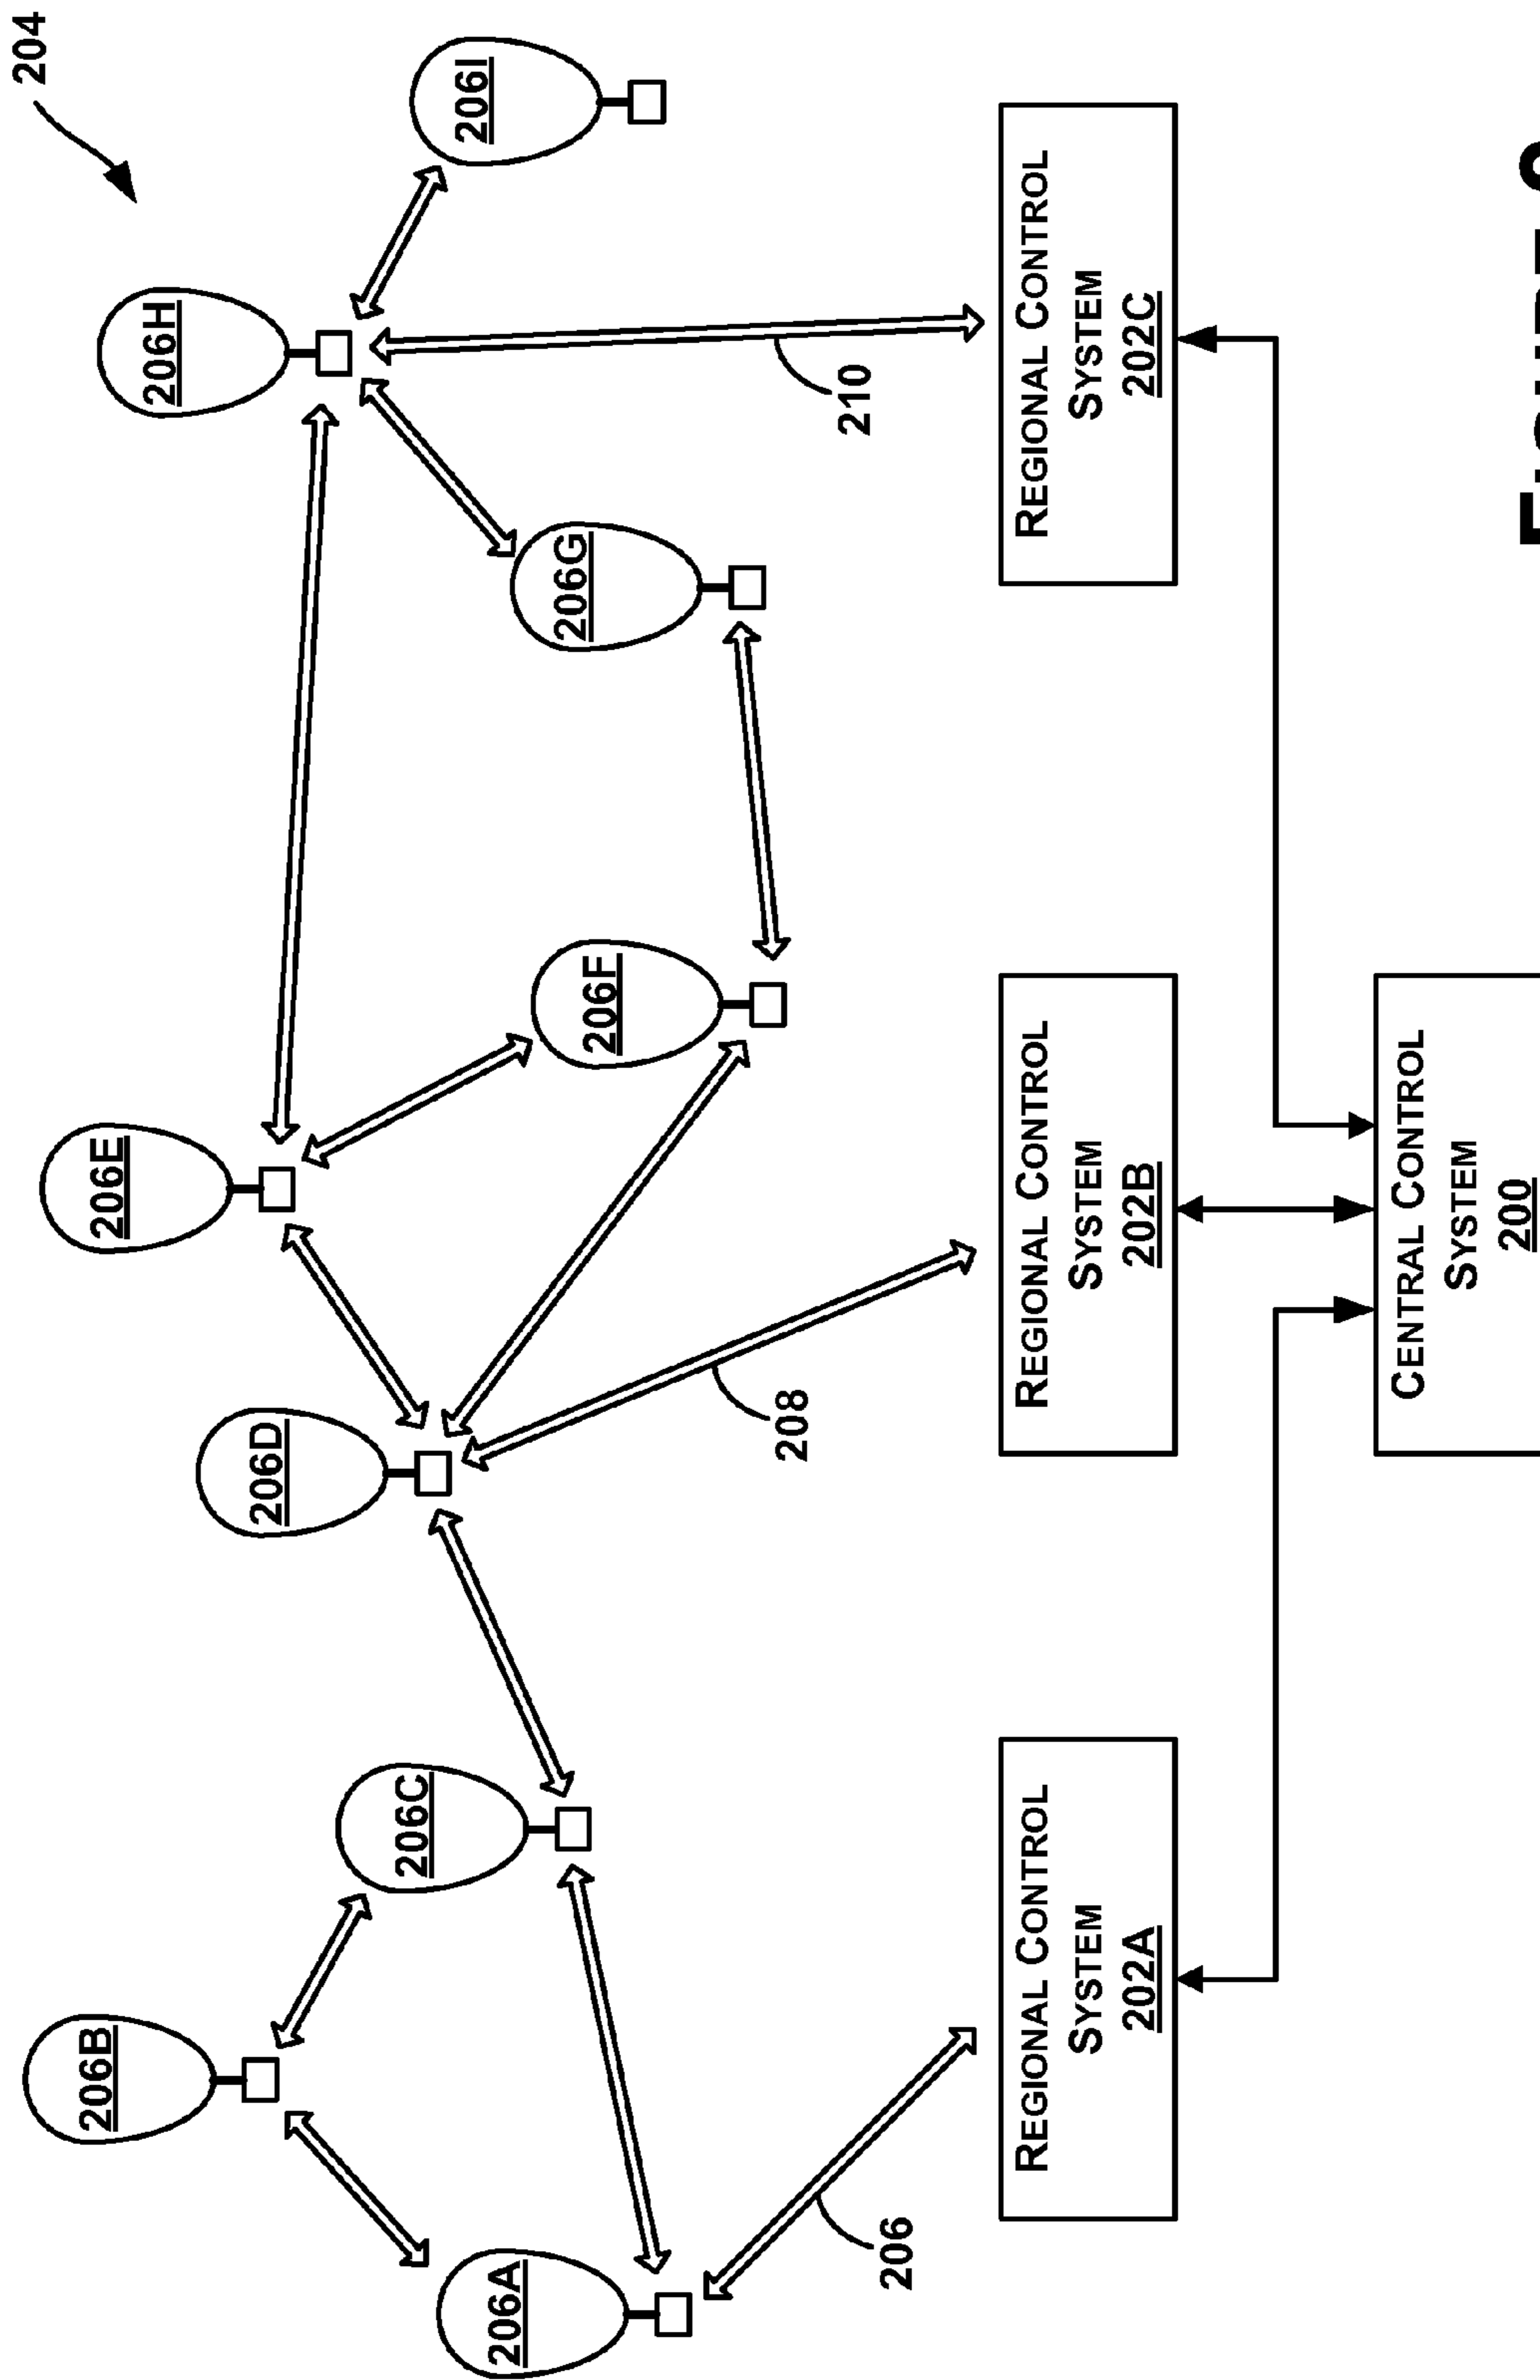 204
206B
206E
206H
206D
206C
206I
206A
206F
206G
206
208
210
REGIONAL CONTROL
SYSTEM
202A
REGIONAL CONTROL
SYSTEM
202B
REGIONAL CONTROL
SYSTEM
202C
CENTRAL CONTROL
SYSTEM
200
FIGURE